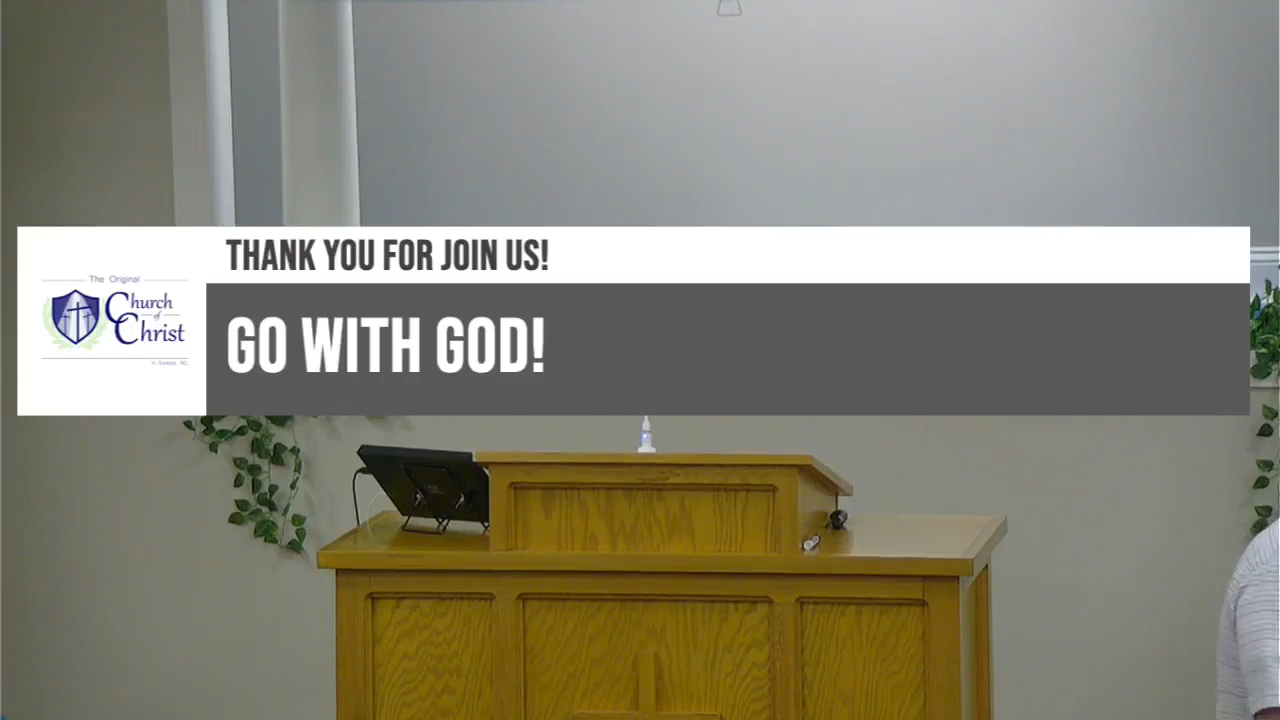 THANK YOU FOR JOIN US!
GO WITH GOD!
The Original
Church
of
Christ